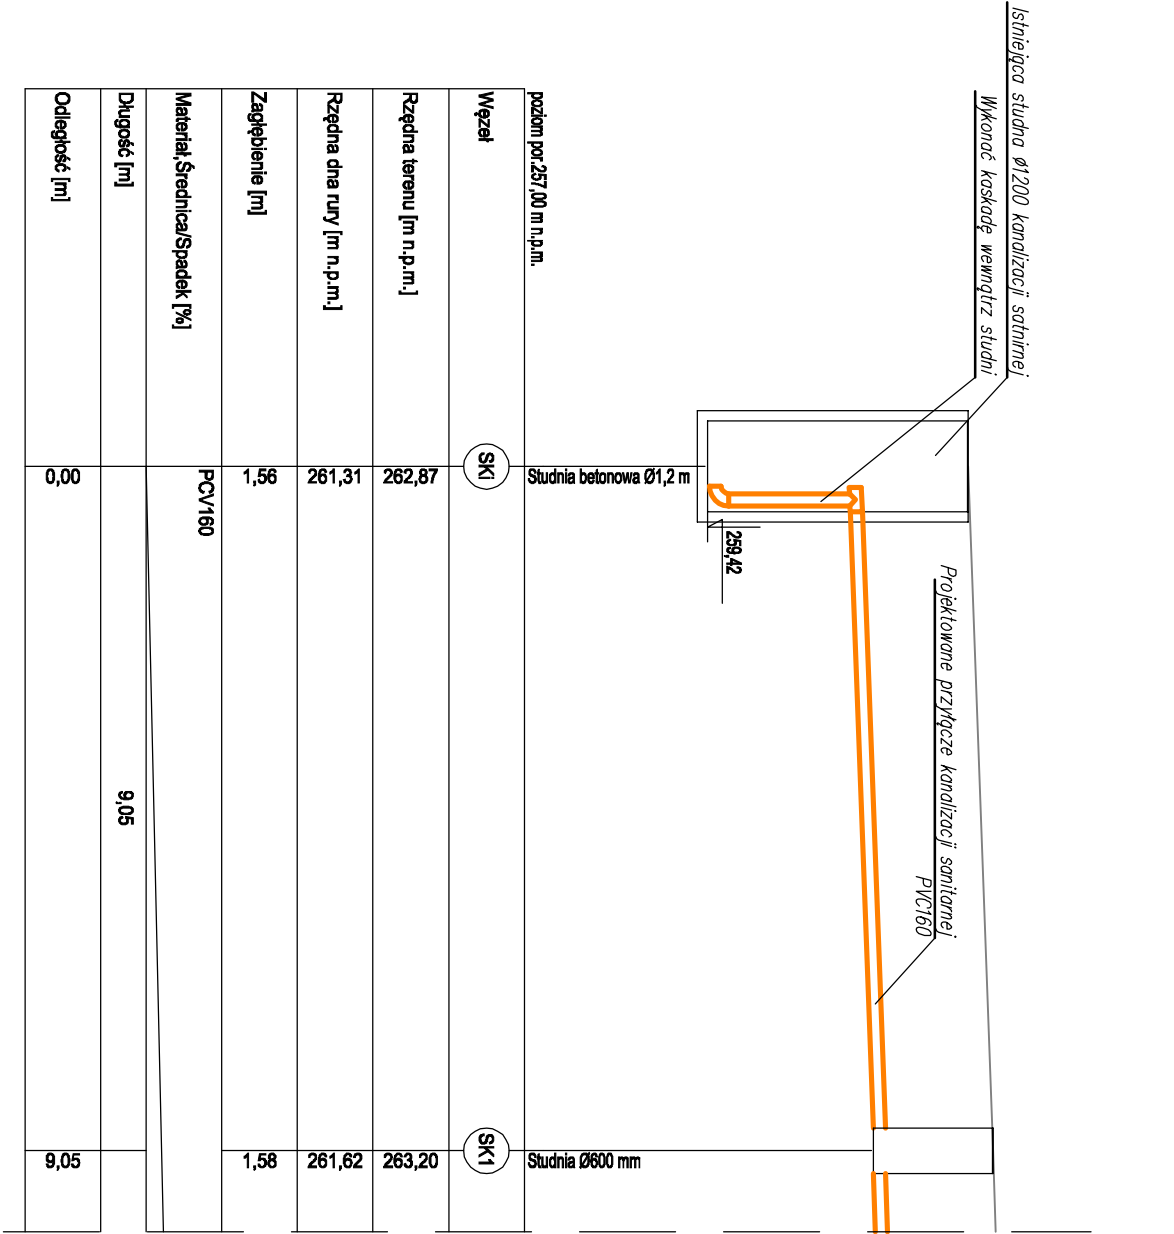 Istniejąca studna Ø1200 kanalizacji satnirnej
Wykonać kaskadę wewnątrz studni
Projektowane przyłącze kanalizacji sanitarnej
PVC160
259,42
poziom por.257,00 m n.p.m.
Studnia betonowa Ø1,2 m
Studnia Ø600 mm
Węzeł
SKi
SK1
Rzędna terenu [m n.p.m.]
262,87
263,20
Rzędna dna rury [m n.p.m.]
261,31
261,62
Zagłębienie [m]
1,56
1,58
Materiał,Średnica/Spadek [%]
PCV160
Długość [m]
9,05
Odległość [m]
0,00
9,05